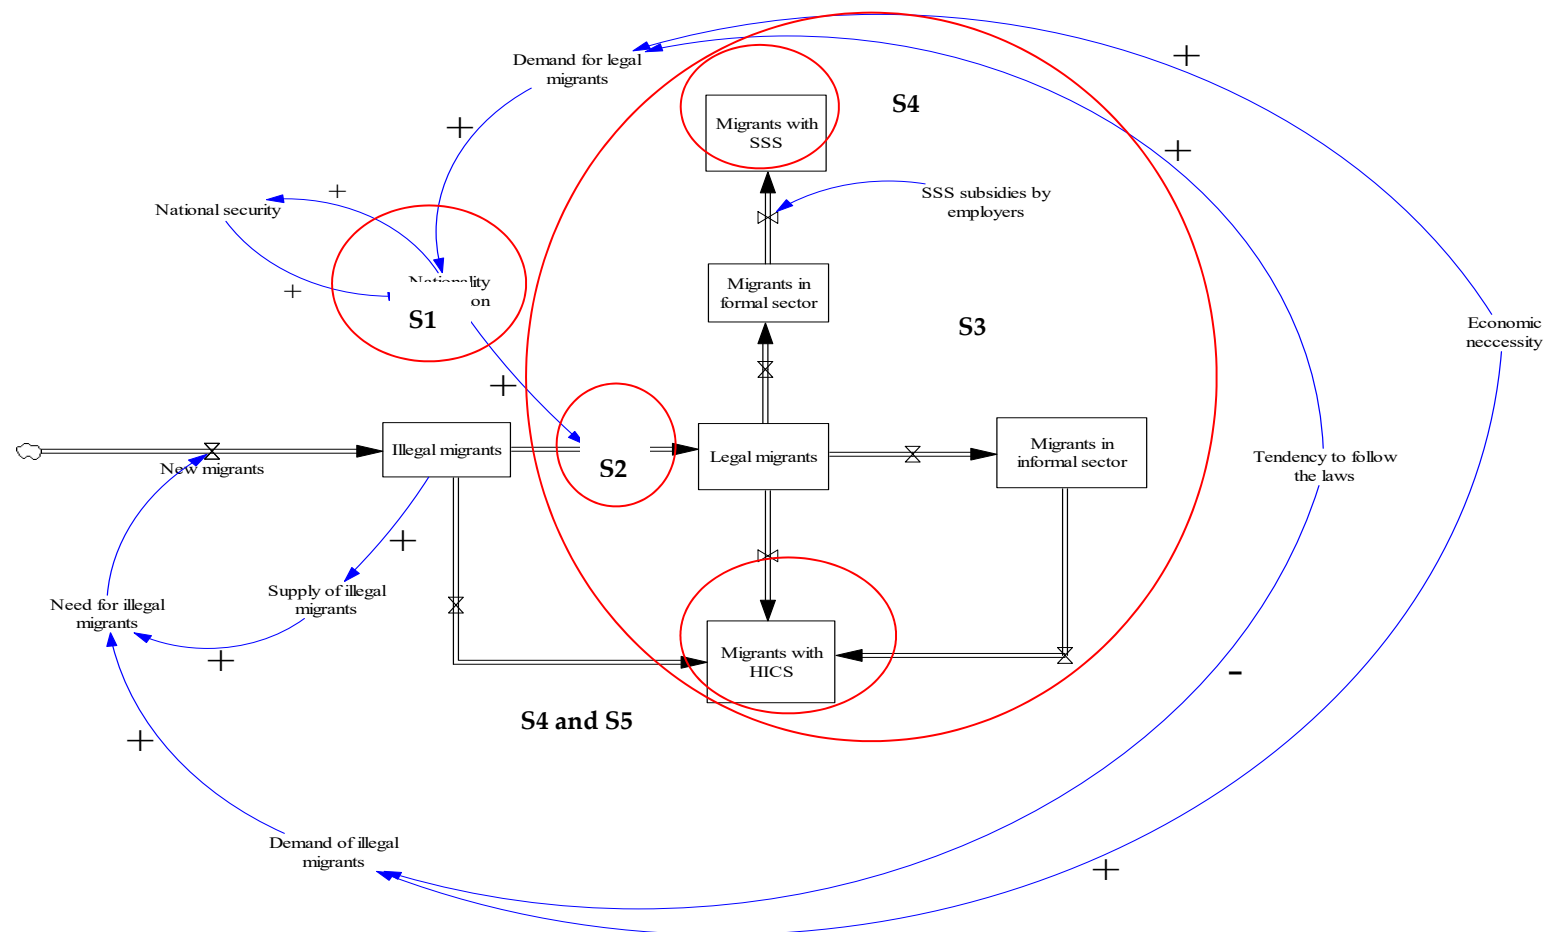 Demand for legal
migrants
+
+
+
Migrants with
SSS
S4
+
National security
+
SSS subsidies by
employers
Nationality
on
+
S1
Migrants in
formal sector
S3
Economic
neccessity
+
Illegal migrants
S2
Legal migrants
Migrants in
informal sector
New migrants
Tendency to follow
the laws
+
Supply of illegal
migrants
Need for illegal
migrants
+
Migrants with
HICS
-
S4 and S5
+
Demand of illegal
migrants
+